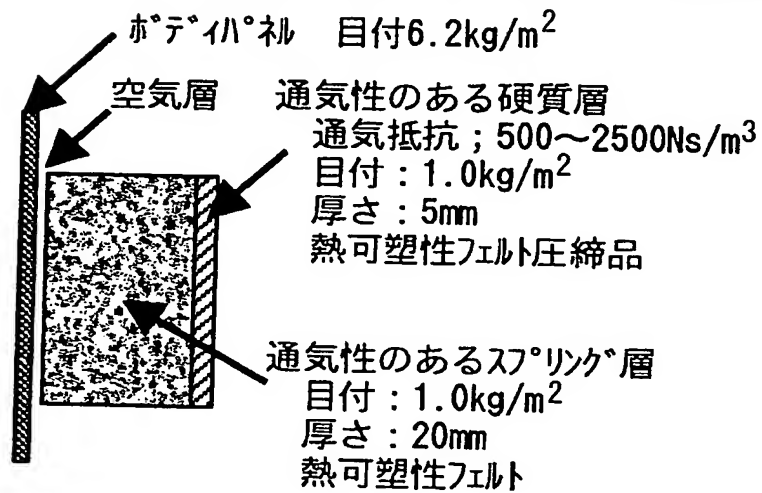 ﾎﾞﾃﾞｨﾊﾟﾈﾙ 目付6.2kg/m²
空気層 通気性のある硬質層
通気抵抗；500〜2500Ns/m³
目付：1.0kg/m²
厚さ：5mm
熱可塑性ﾌｪﾙﾄ圧縮品
通気性のあるｽﾌﾟﾘﾝｸﾞ層
目付：1.0kg/m²
厚さ：20mm
熱可塑性ﾌｪﾙﾄ